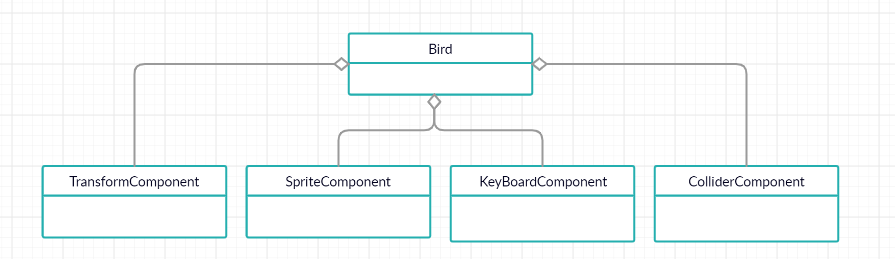 Bird
TransformComponent
SpriteComponent
KeyBoardComponent
ColliderComponent